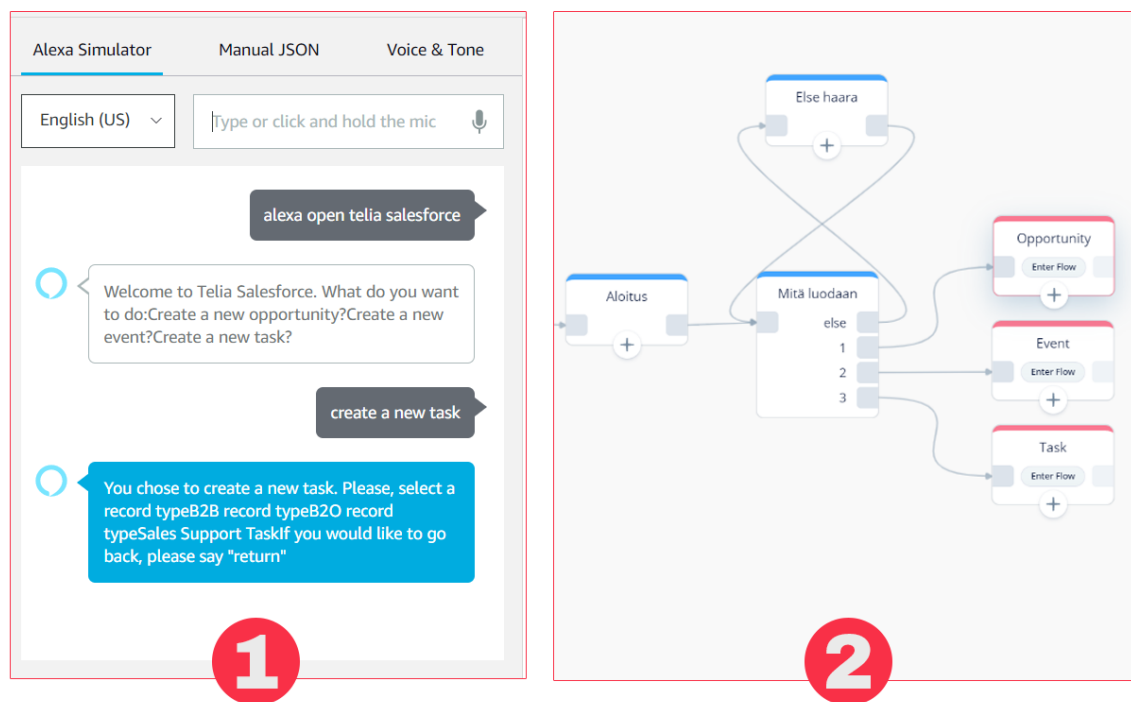 Alexa Simulator
Manual JSON
Voice & Tone
English (US)
Type or click and hold the mic
alexa open telia salesforce
Welcome to Telia Salesforce. What do you want
to do:Create a new opportunity?Create a new
event?Create a new task?
create a new task
You chose to create a new task. Please, select a
record typeB2B record typeB2O record
typeSales Support TaskIf you would like to go
back, please say "return"
1
Else haara
Aloitus
Mitä luodaan
else
1
2
3
Opportunity
Enter Flow
Event
Enter Flow
Task
Enter Flow
2